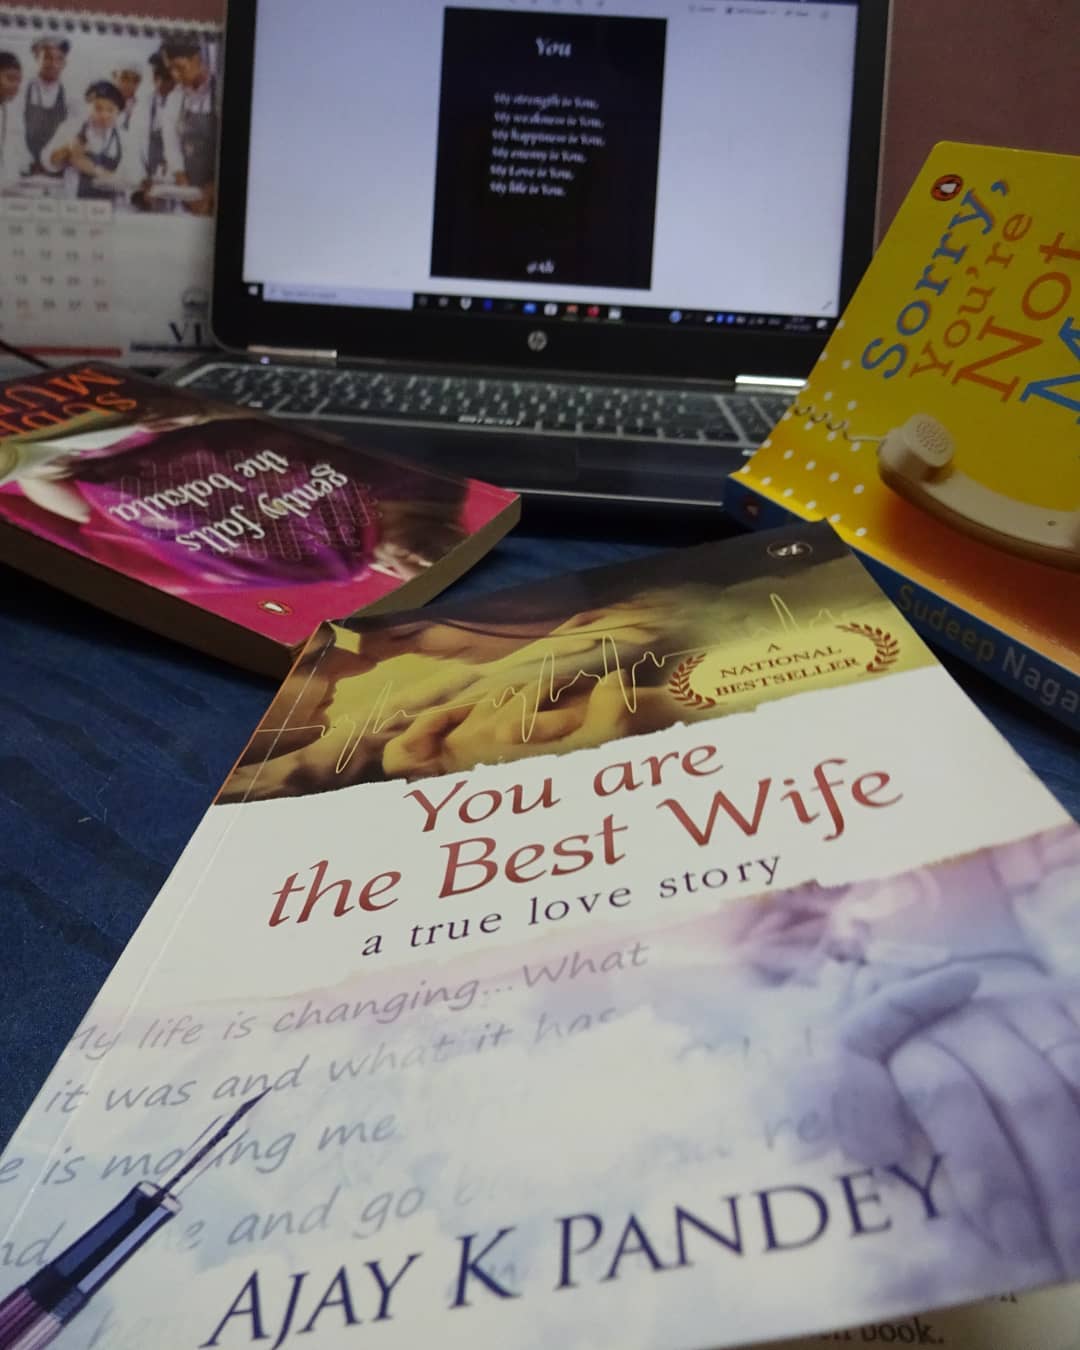 You
My strength is You,
My weakness is You,
My happiness is You,
My enemy is You,
My Love is You,
My life is You.
hp
Sorry,
You're
Not
Sudeep Naga
gently falls
the bakula
A
NATIONAL
BESTSELLER
You are
the Best Wife
a true love story
My life is changing...What
it was and what it has
e is making me
and go
AJAY K PANDEY
book.